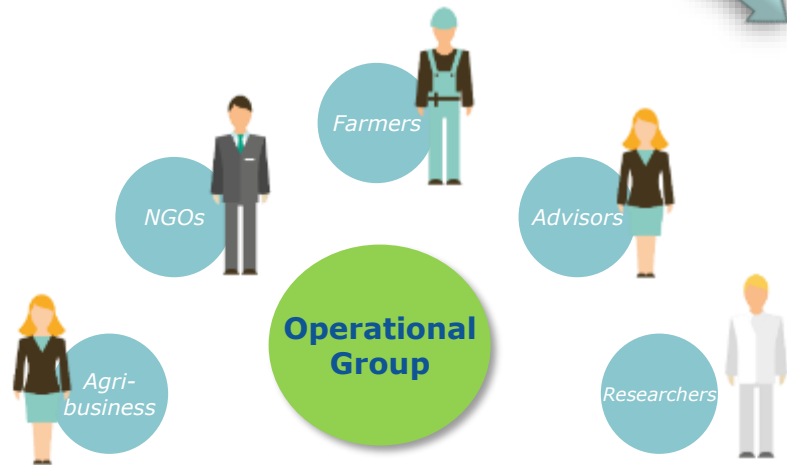 Farmers
NGOs
Advisors
Operational
Group
Agri-
business
Researchers